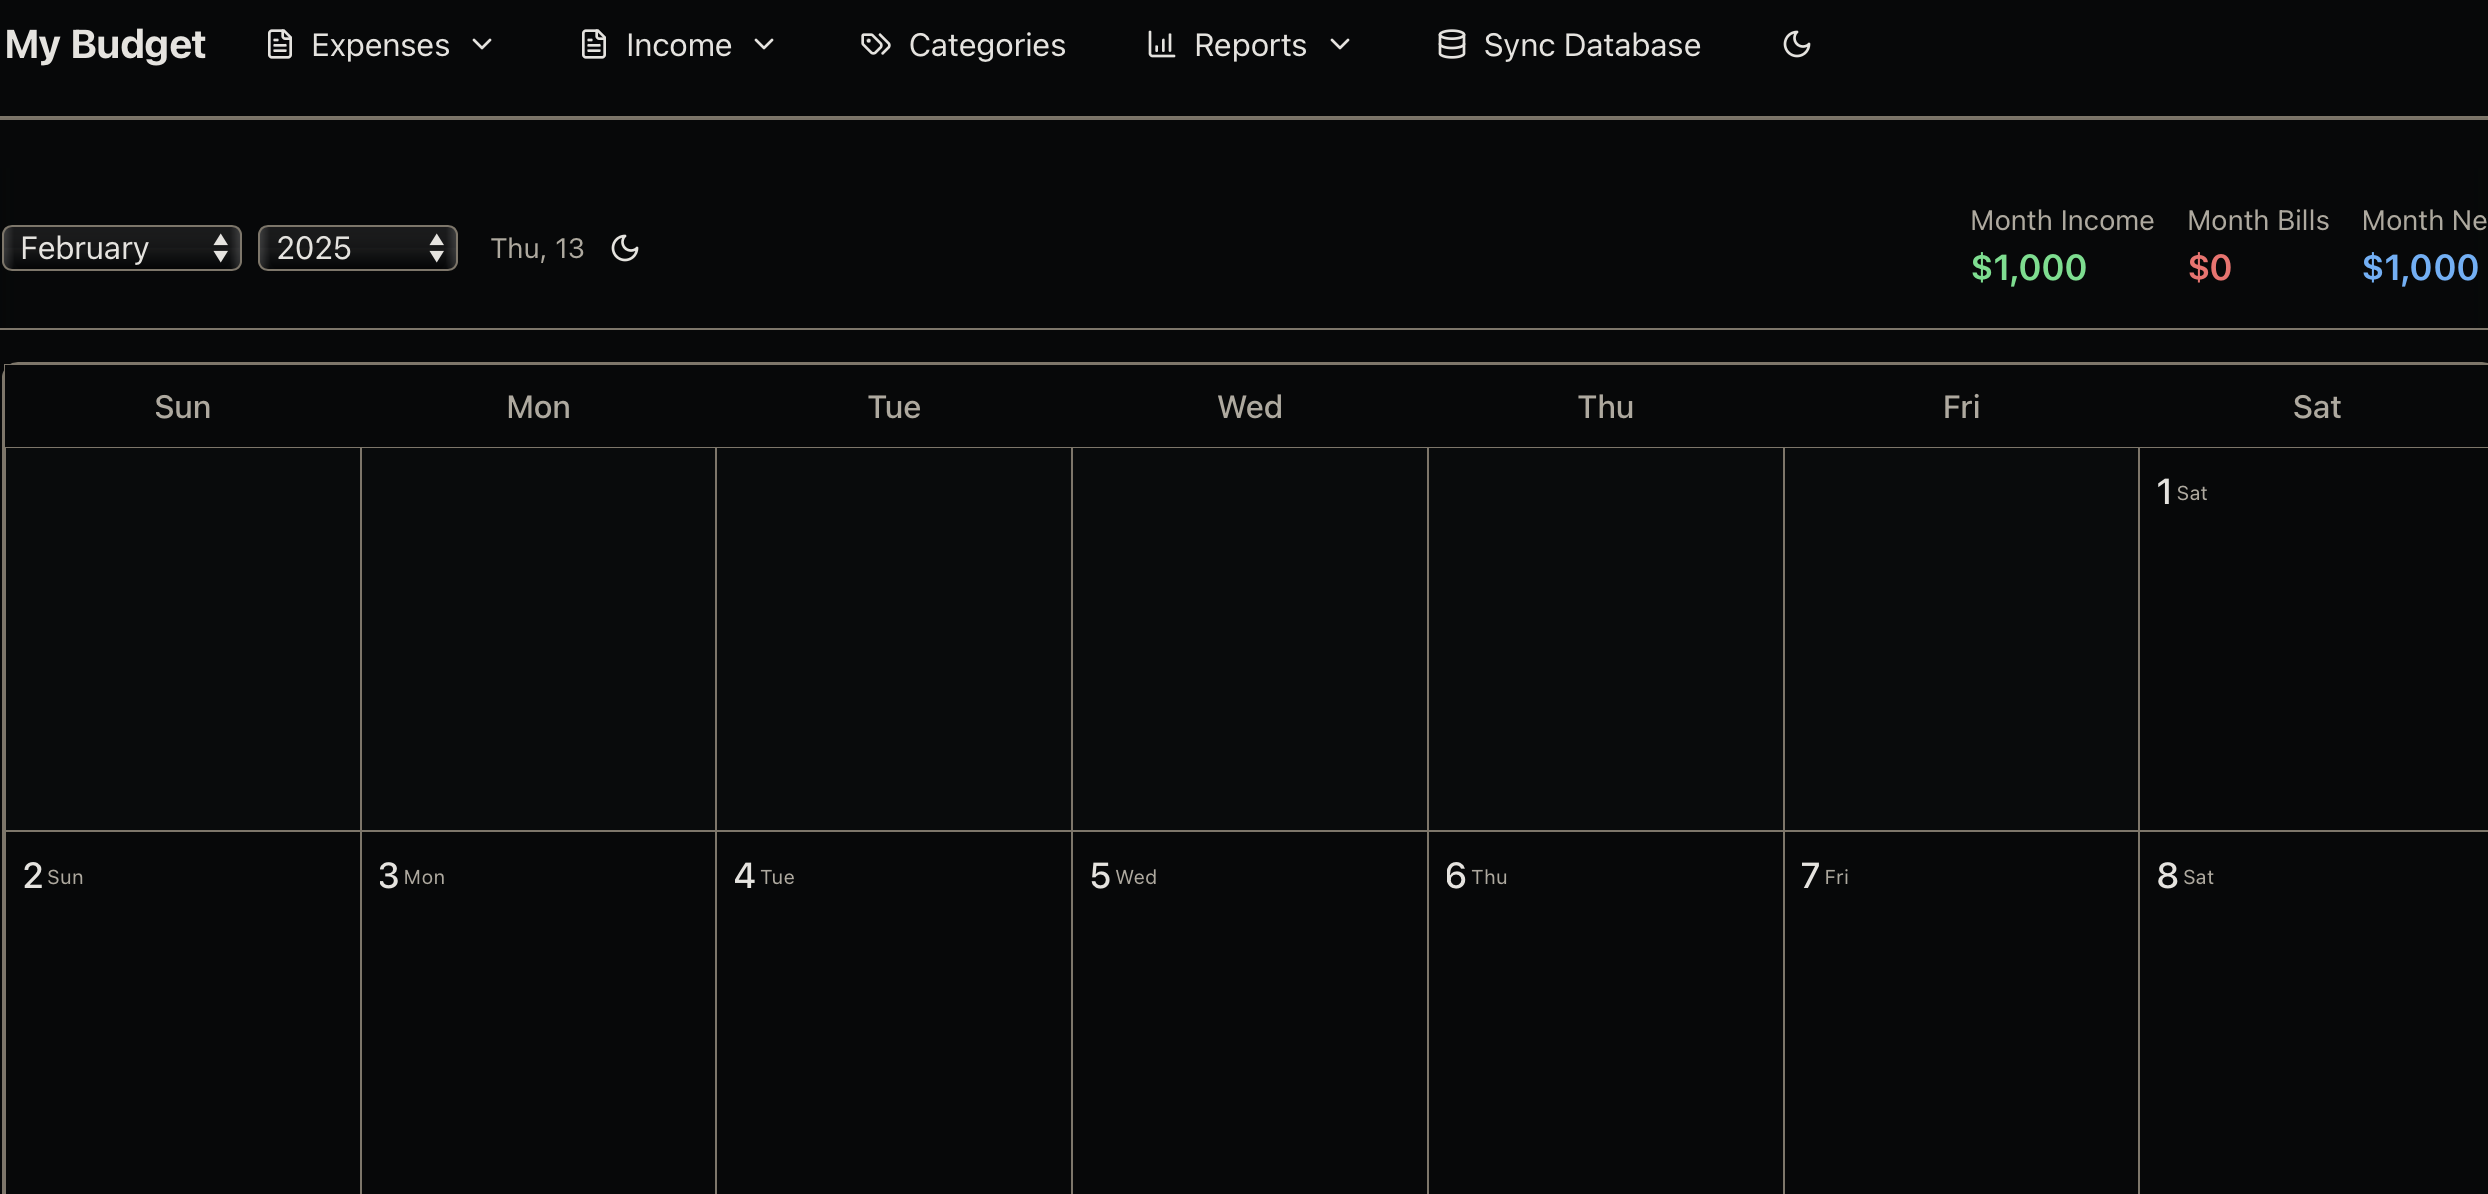 My Budget Expenses Income Categories Reports Sync Database
February 2025 Thu, 13
Month Income Month Bills Month Ne
$1,000 $0 $1,000
Sun Mon Tue Wed Thu Fri Sat
1 Sat
2 Sun 3 Mon 4 Tue 5 Wed 6 Thu 7 Fri 8 Sat